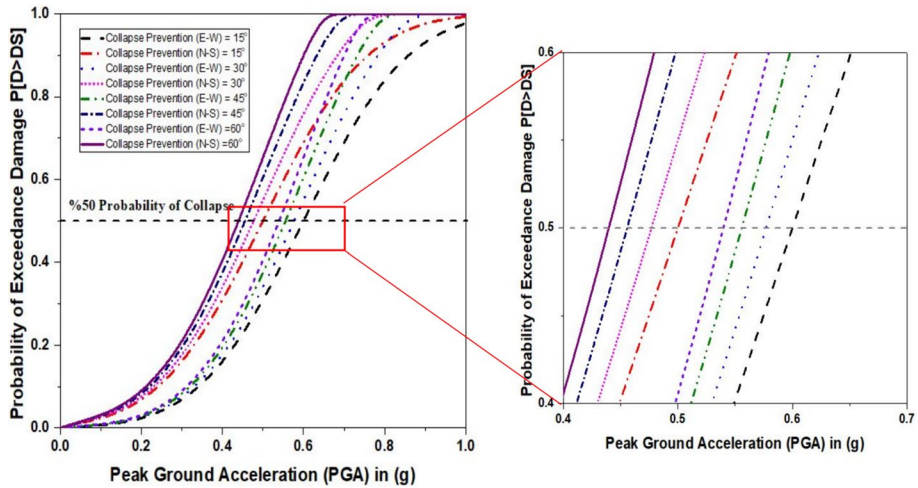 Probability of Exceedance Damage P[D>DS]
1.0
0.8
0.6
0.4
0.2
0.0
Collapse Prevention (E-W) = 15°
Collapse Prevention (N-S) = 15°
Collapse Prevention (E-W) = 30°
Collapse Prevention (N-S) = 30°
Collapse Prevention (E-W) = 45°
Collapse Prevention (N-S) = 45°
Collapse Prevention (E-W) =60°
Collapse Prevention (N-S) =60°
%50 Probability of Collapse
0.0 0.2 0.4 0.6 0.8 1.0
Peak Ground Acceleration (PGA) in (g)
Probability of Exceedance Damage P[D>DS]
0.6
0.5
0.4
0.4 0.5 0.6 0.7
Peak Ground Acceleration (PGA) in (g)